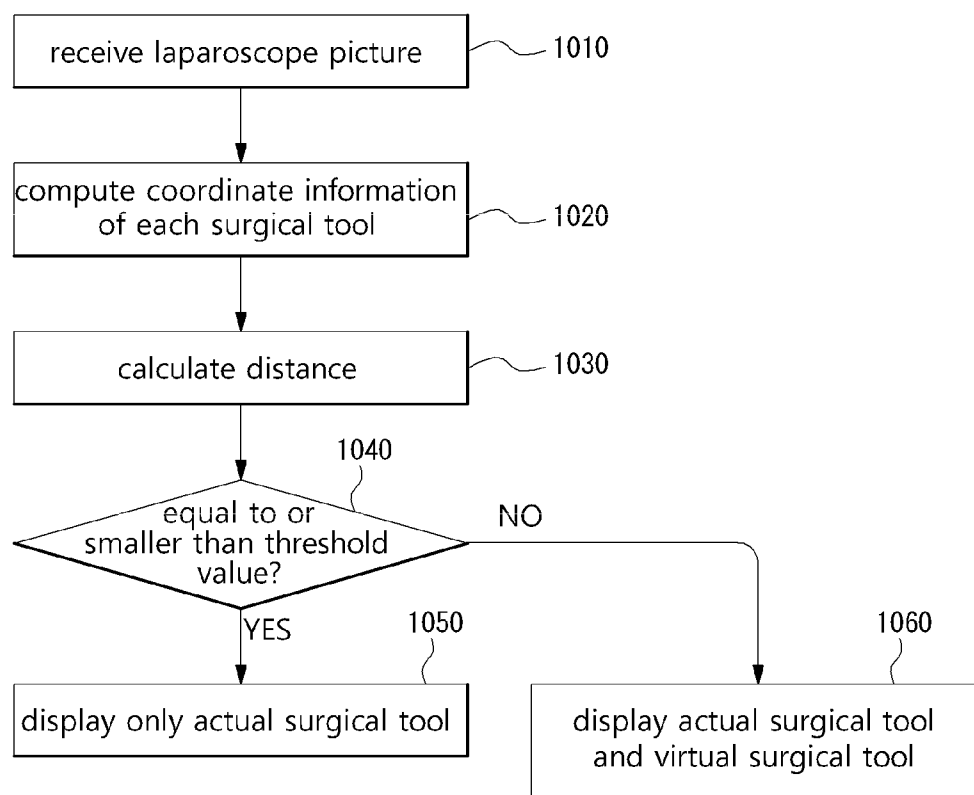 receive laparoscope picture
1010
compute coordinate information
of each surgical tool
1020
calculate distance
1030
1040
equal to or
smaller than threshold
value?
NO
YES
1050
display only actual surgical tool
1060
display actual surgical tool
and virtual surgical tool